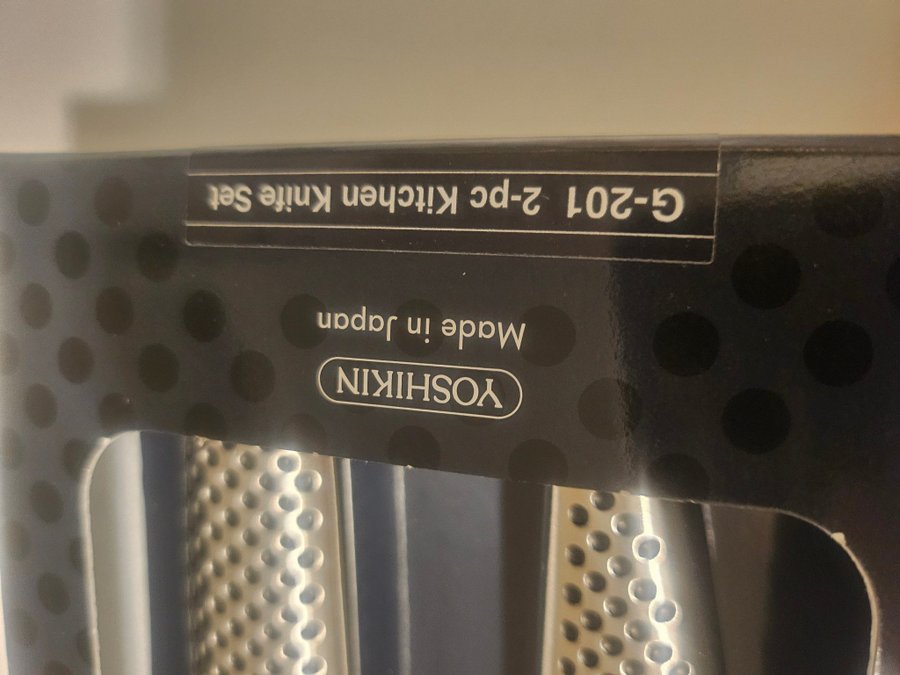 YOSHIKIN
Made in Japan
G-201 2-pc Kitchen Knife Set